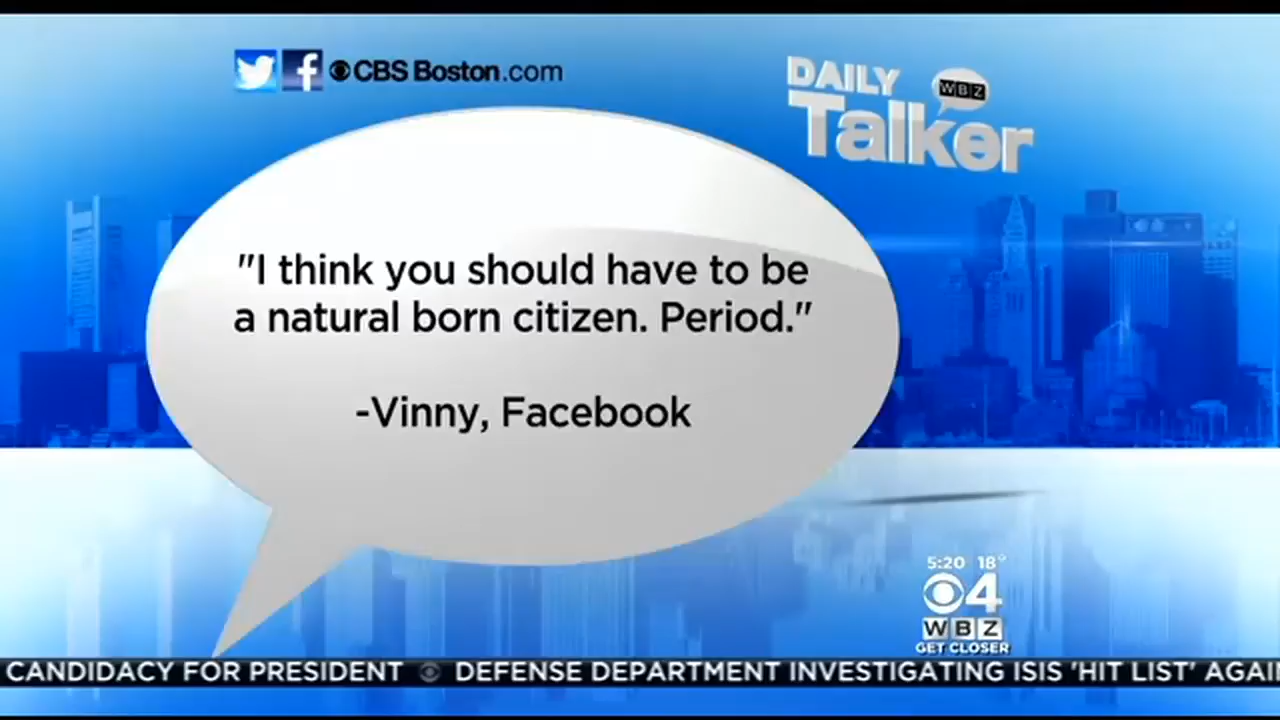 CBS Boston.com
DAILY
WBZ
Talker
"I think you should have to be
a natural born citizen. Period."
-Vinny, Facebook
5:20 18°
4
WBZ
GET CLOSER
CANDIDACY FOR PRESIDENT DEFENSE DEPARTMENT INVESTIGATING ISIS 'HIT LIST' AGAI